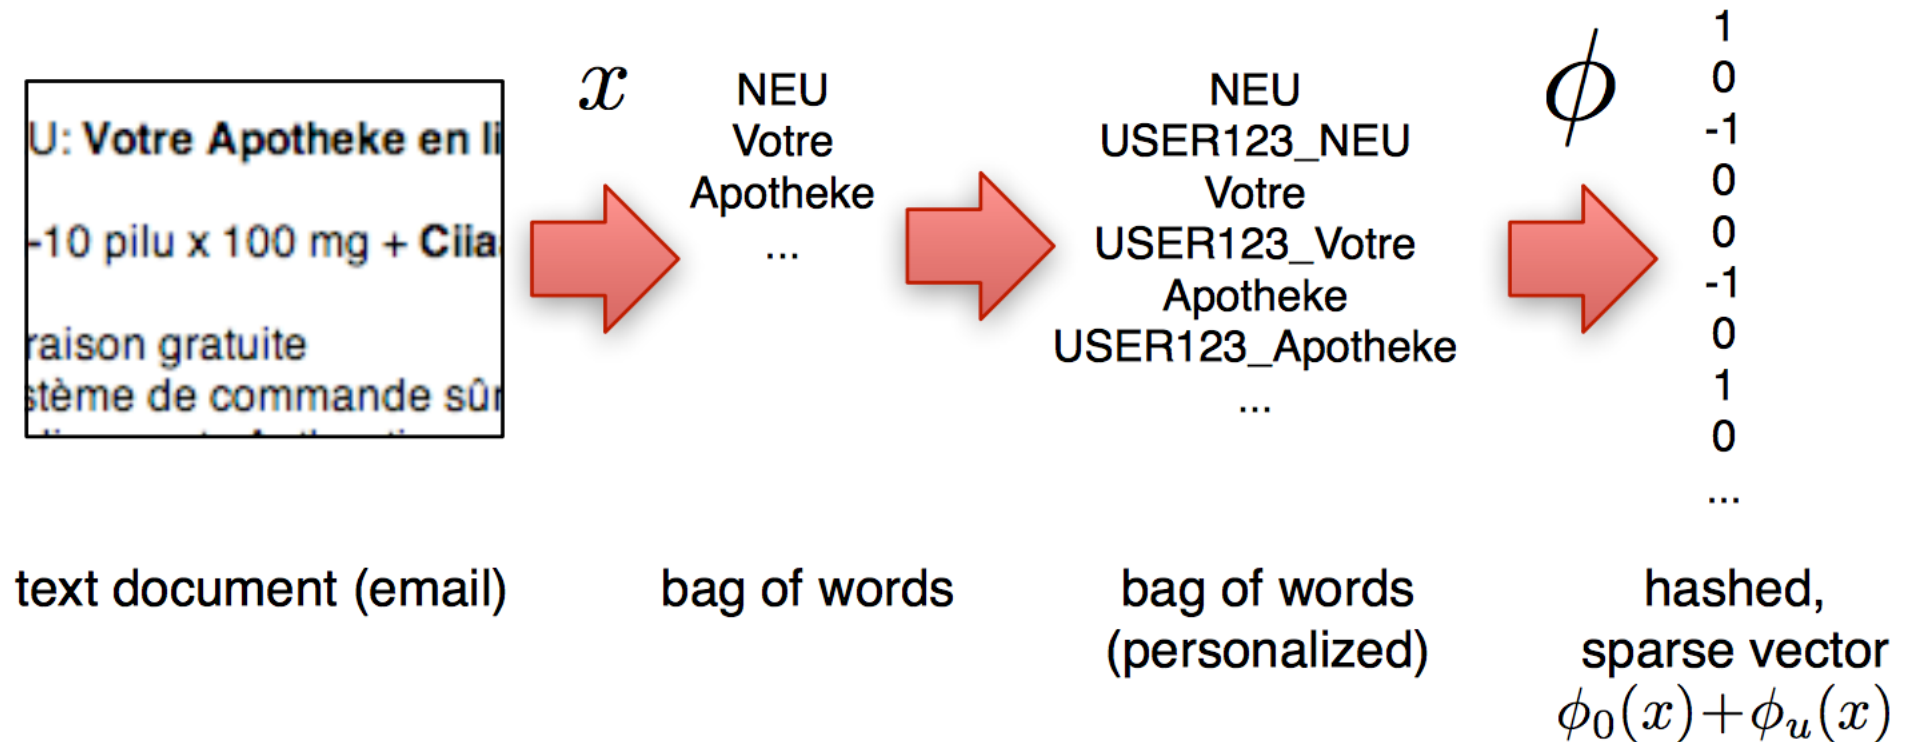 U: Votre Apotheke en li
-10 pilu x 100 mg + Ciia
raison gratuite
stème de commande sûr
x
NEU
Votre
Apotheke
...
NEU
USER123_NEU
Votre
USER123_Votre
Apotheke
USER123_Apotheke
...
ϕ
1
0
-1
0
0
-1
0
1
0
...
text document (email)
bag of words
bag of words
(personalized)
hashed,
sparse vector
ϕ₀(x)+ϕᵤ(x)